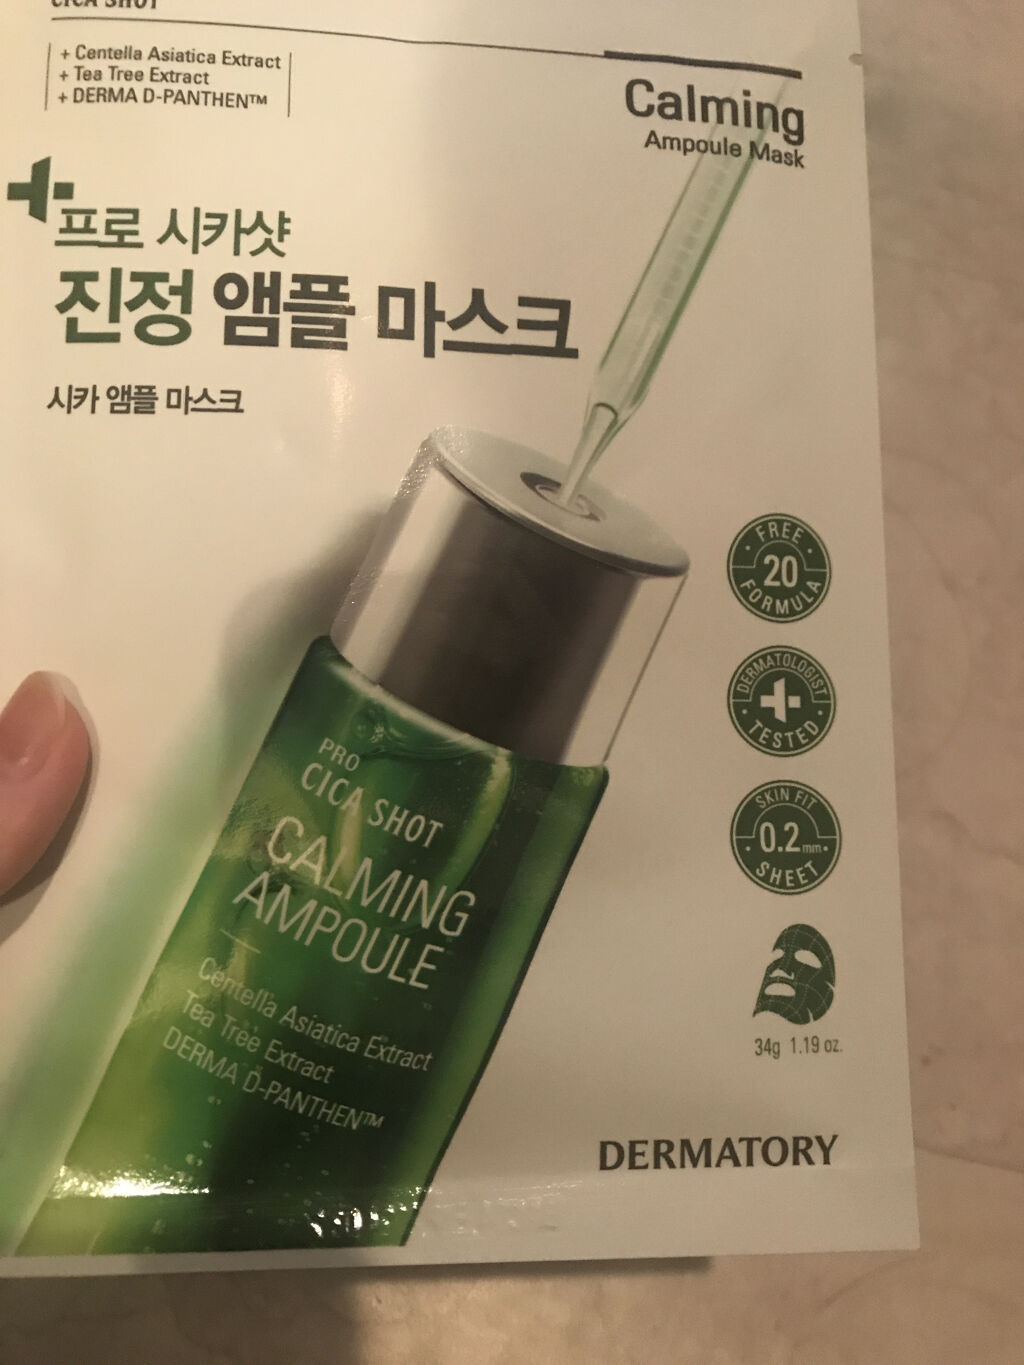 CICA SHOT
+ Centella Asiatica Extract
+ Tea Tree Extract
+ DERMA D-PANTHEN™
Calming
Ampoule Mask
프로 시카샷
진정 앰플 마스크
시카 앰플 마스크
FREE
20
FORMULA
DERMATOLOGIST
TESTED
SKIN FIT
0.2mm
SHEET
34g 1.19 oz.
PRO
CICA SHOT
CALMING
AMPOULE
Centella Asiatica Extract
Tea Tree Extract
DERMA D-PANTHEN™
DERMATORY